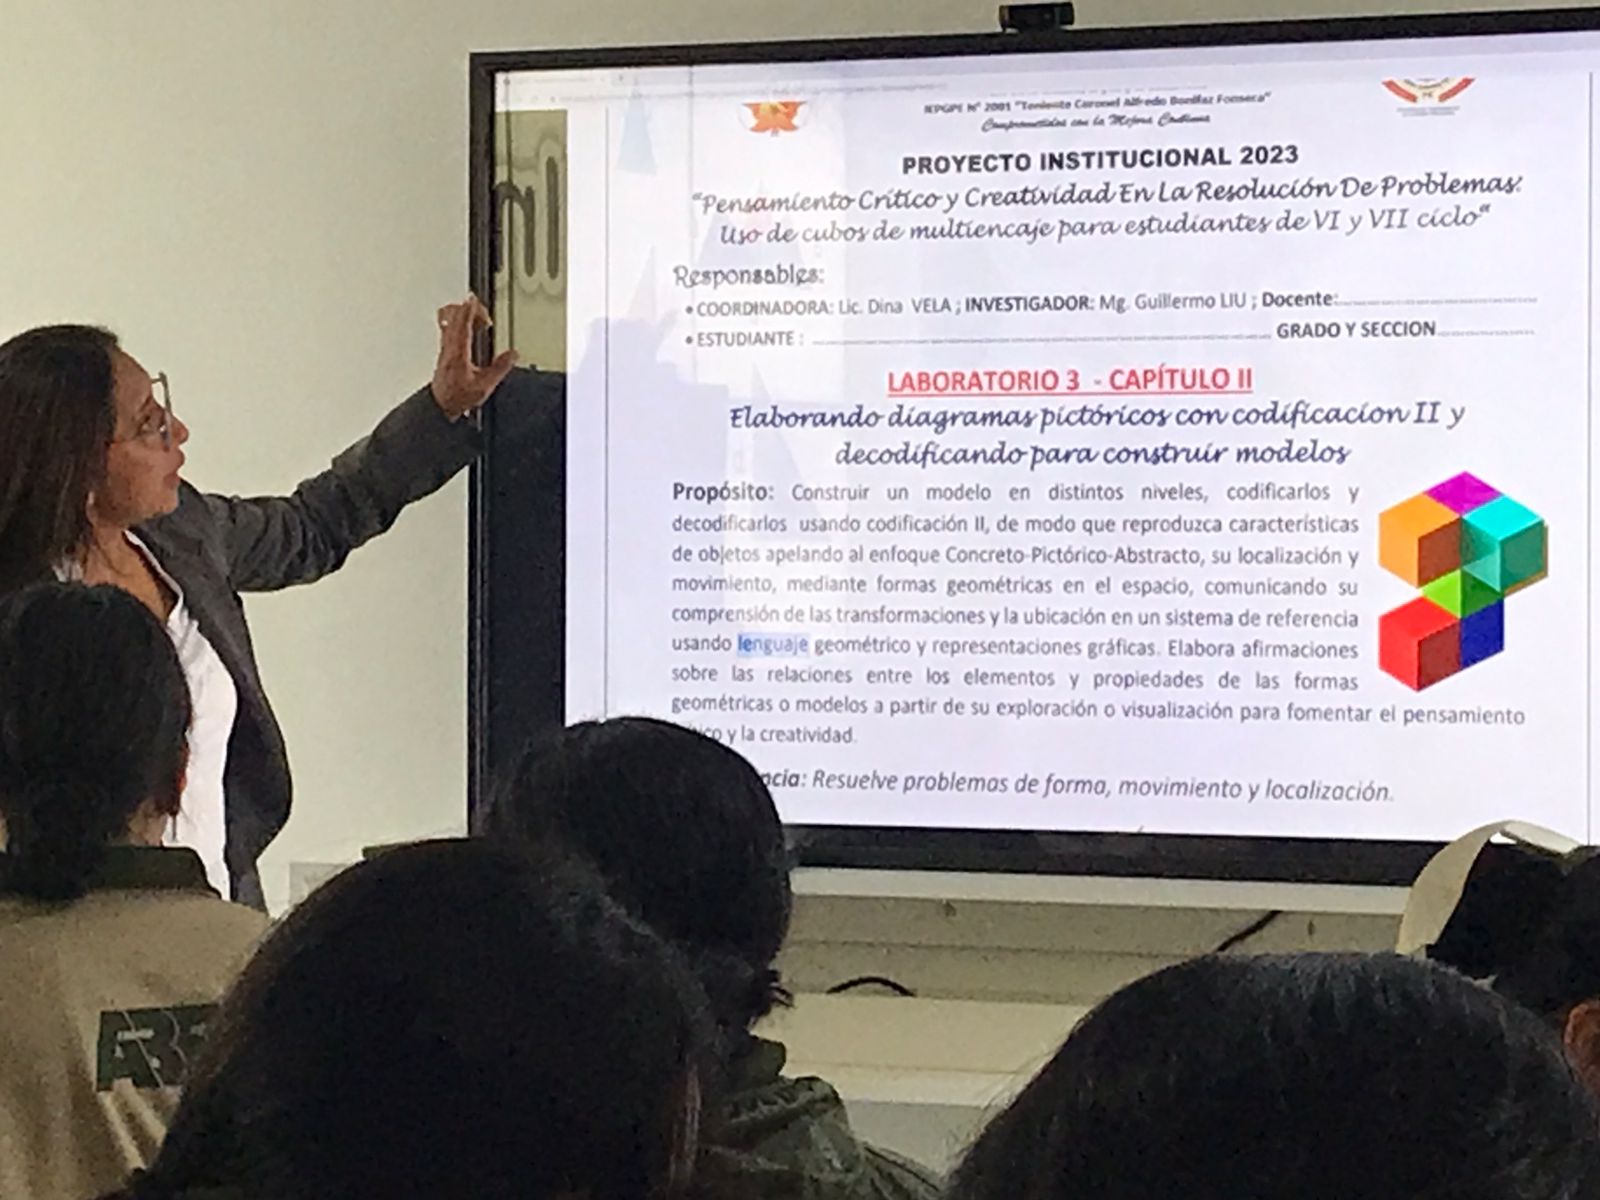 Nº 2001 "Teniente Coronel Alfredo Bonifaz Fonseca"
Comprometidos con la Mejora Continua
PROYECTO INSTITUCIONAL 2023
"Pensamiento Crítico y Creatividad En La Resolución De Problemas:
Uso de cubos de multiencaje para estudiantes de VI y VII ciclo"
Responsables:
• COORDINADORA: Lic. Dina VELA ; INVESTIGADOR: Mg. Guillermo LIU ; Docente:
• ESTUDIANTE : GRADO Y SECCION
LABORATORIO 3 - CAPÍTULO II
Elaborando diagramas pictóricos con codificacion II y
decodificando para construir modelos
Propósito: Construir un modelo en distintos niveles, codificarlos y
decodificarlos usando codificación II, de modo que reproduzca características
de objetos apelando al enfoque Concreto-Pictórico-Abstracto, su localización y
movimiento, mediante formas geométricas en el espacio, comunicando su
comprensión de las transformaciones y la ubicación en un sistema de referencia
usando lenguaje geométrico y representaciones gráficas. Elabora afirmaciones
sobre las relaciones entre los elementos y propiedades de las formas
geométricas o modelos a partir de su exploración o visualización para fomentar el pensamiento
y la creatividad.
ncia: Resuelve problemas de forma, movimiento y localización.